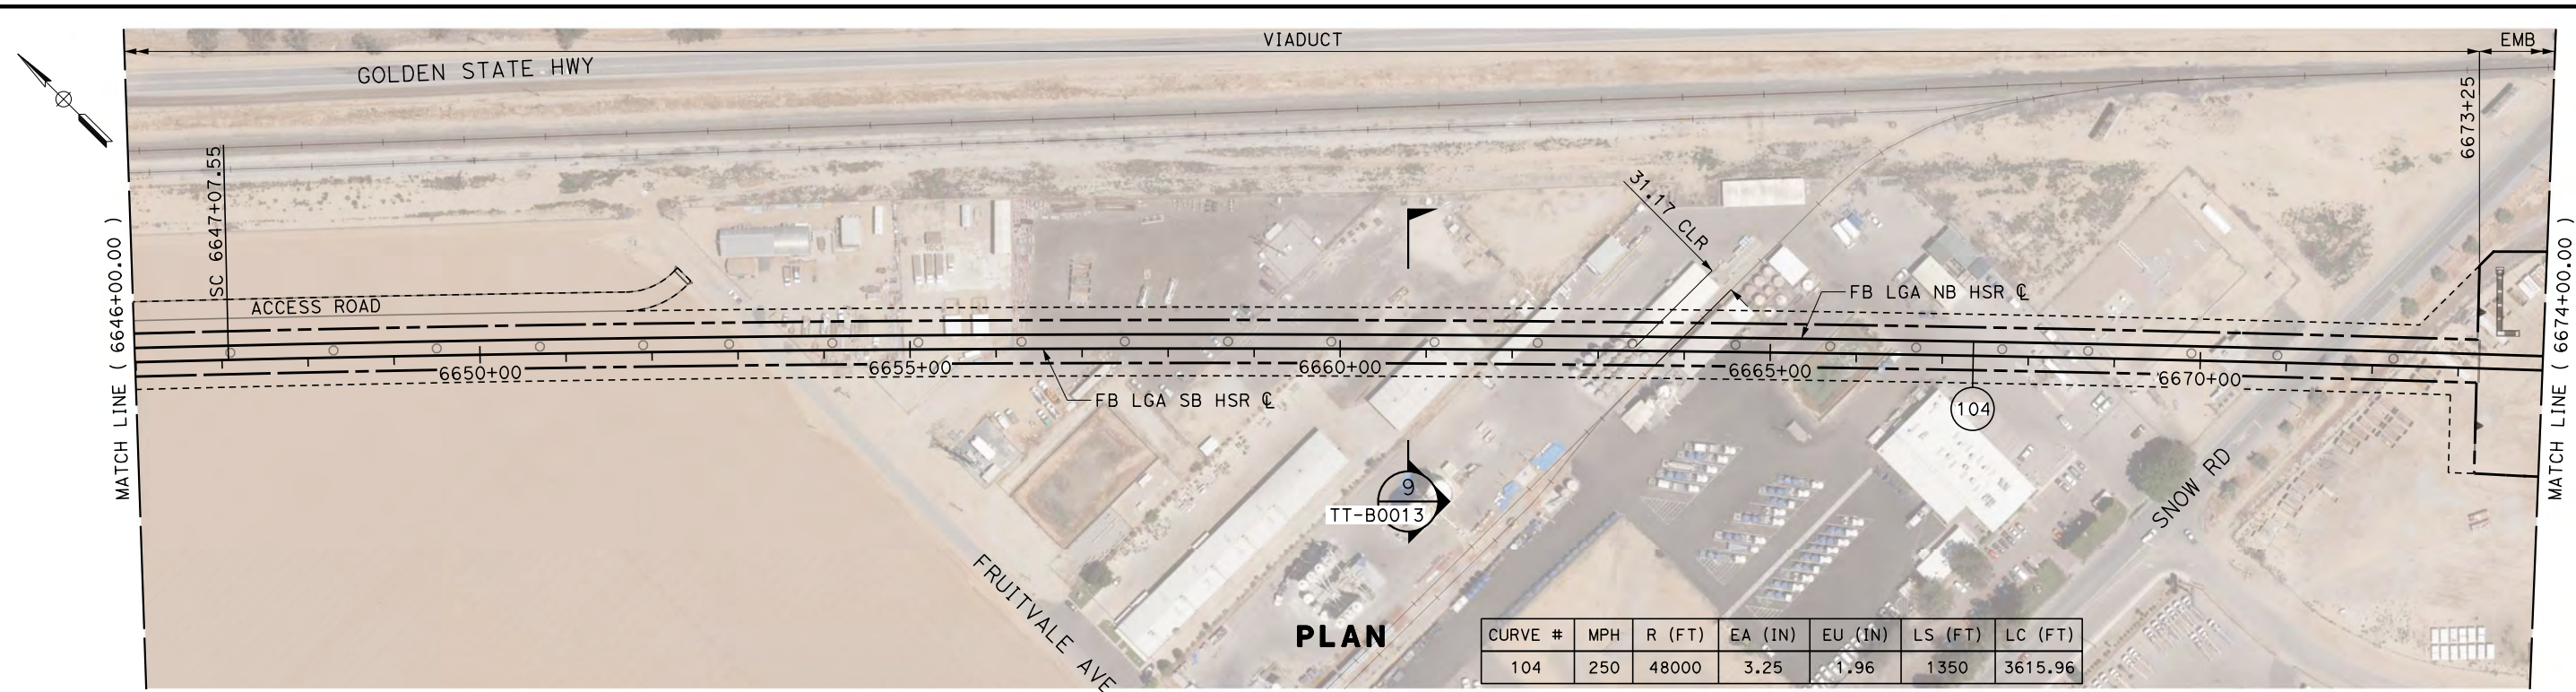 VIADUCT
EMB
GOLDEN STATE HWY
6673+25
SC 6647+07.55
31.17 CLR
MATCH LINE ( 6646+00.00 )
MATCH LINE ( 6674+00.00 )
ACCESS ROAD
FB LGA NB HSR ℄
6650+00
6655+00
6660+00
6665+00
6670+00
FB LGA SB HSR ℄
104
9
TT-B0013
SNOW RD
FRUITVALE AVE
PLAN
CURVE # MPH R (FT) EA (IN) EU (IN) LS (FT) LC (FT)
104 250 48000 3.25 1.96 1350 3615.96